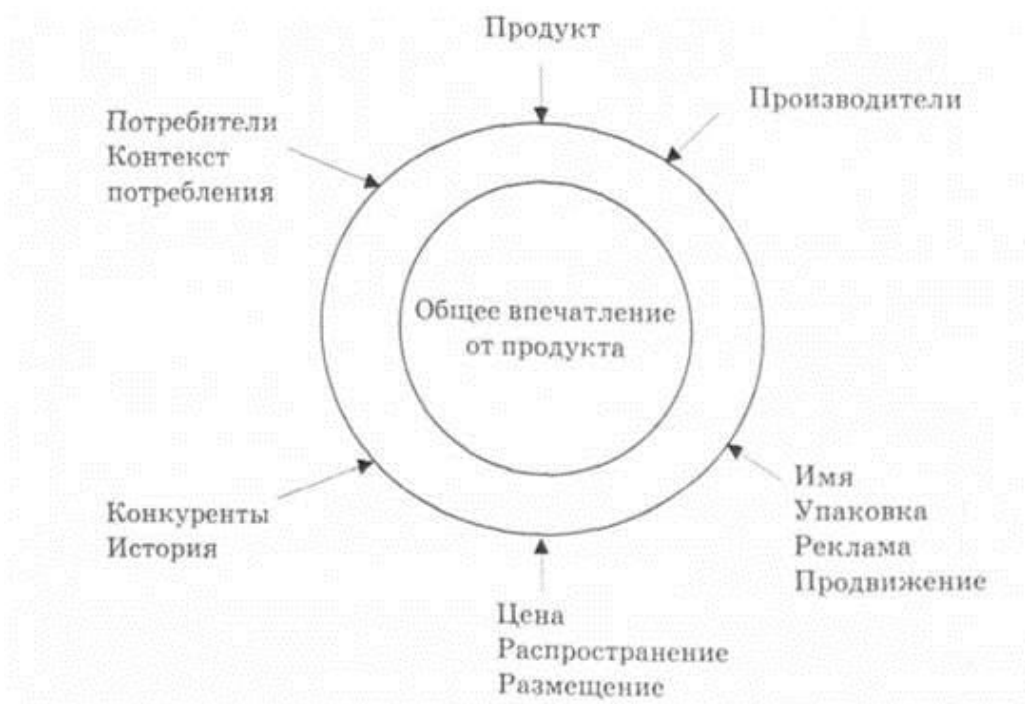 Продукт
Производители
Потребители
Контекст
потребления
Общее впечатление
от продукта
Имя
Упаковка
Реклама
Продвижение
Конкуренты
История
Цена
Распространение
Размещение